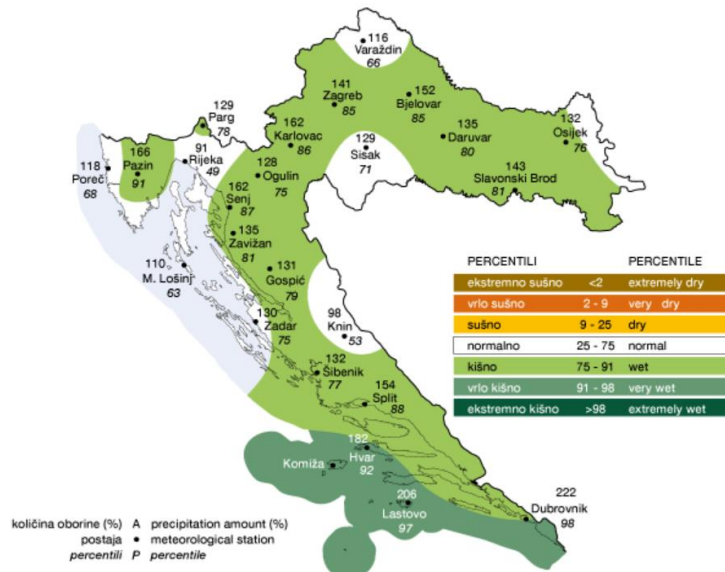 116
Varaždin
66
141
Zagreb
85
152
Bjelovar
85
129
Parg
78
162
Karlovac
86
135
Daruvar
80
132
Osijek
76
91
Rijeka
49
129
Sisak
71
166
Pazin
91
118
Poreč
68
128
Ogulin
75
143
Slavonski Brod
81
162
Senj
87
135
Zavižan
81
110
M. Lošinj
63
131
Gospić
79
130
Zadar
75
98
Knin
53
132
Šibenik
77
154
Split
88
182
Hvar
92
Komiža
206
Lastovo
97
222
Dubrovnik
98
PERCENTILI PERCENTILE
ekstremno sušno <2 extremely dry
vrlo sušno 2 - 9 very dry
sušno 9 - 25 dry
normalno 25 - 75 normal
kišno 75 - 91 wet
vrlo kišno 91 - 98 very wet
ekstremno kišno >98 extremely wet
količina oborine (%) A precipitation amount (%)
postaja • meteorological station
percentili P percentile